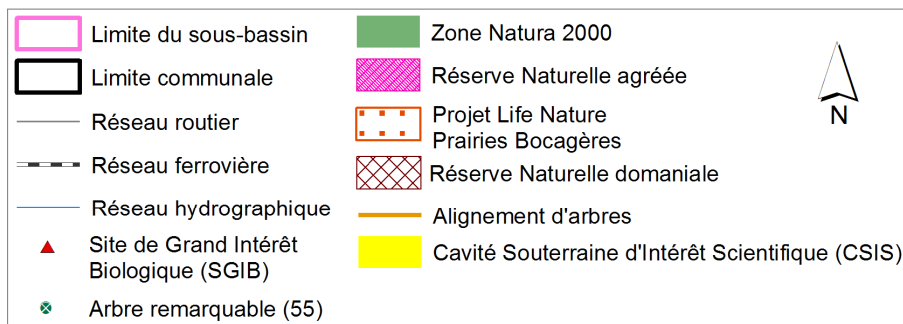 Limite du sous-bassin
Limite communale
Réseau routier
Réseau ferrovière
Réseau hydrographique
Site de Grand Intérêt
Biologique (SGIB)
Arbre remarquable (55)
Zone Natura 2000
Réserve Naturelle agréée
Projet Life Nature
Prairies Bocagères
Réserve Naturelle domaniale
Alignement d'arbres
Cavité Souterraine d'Intérêt Scientifique (CSIS)
N